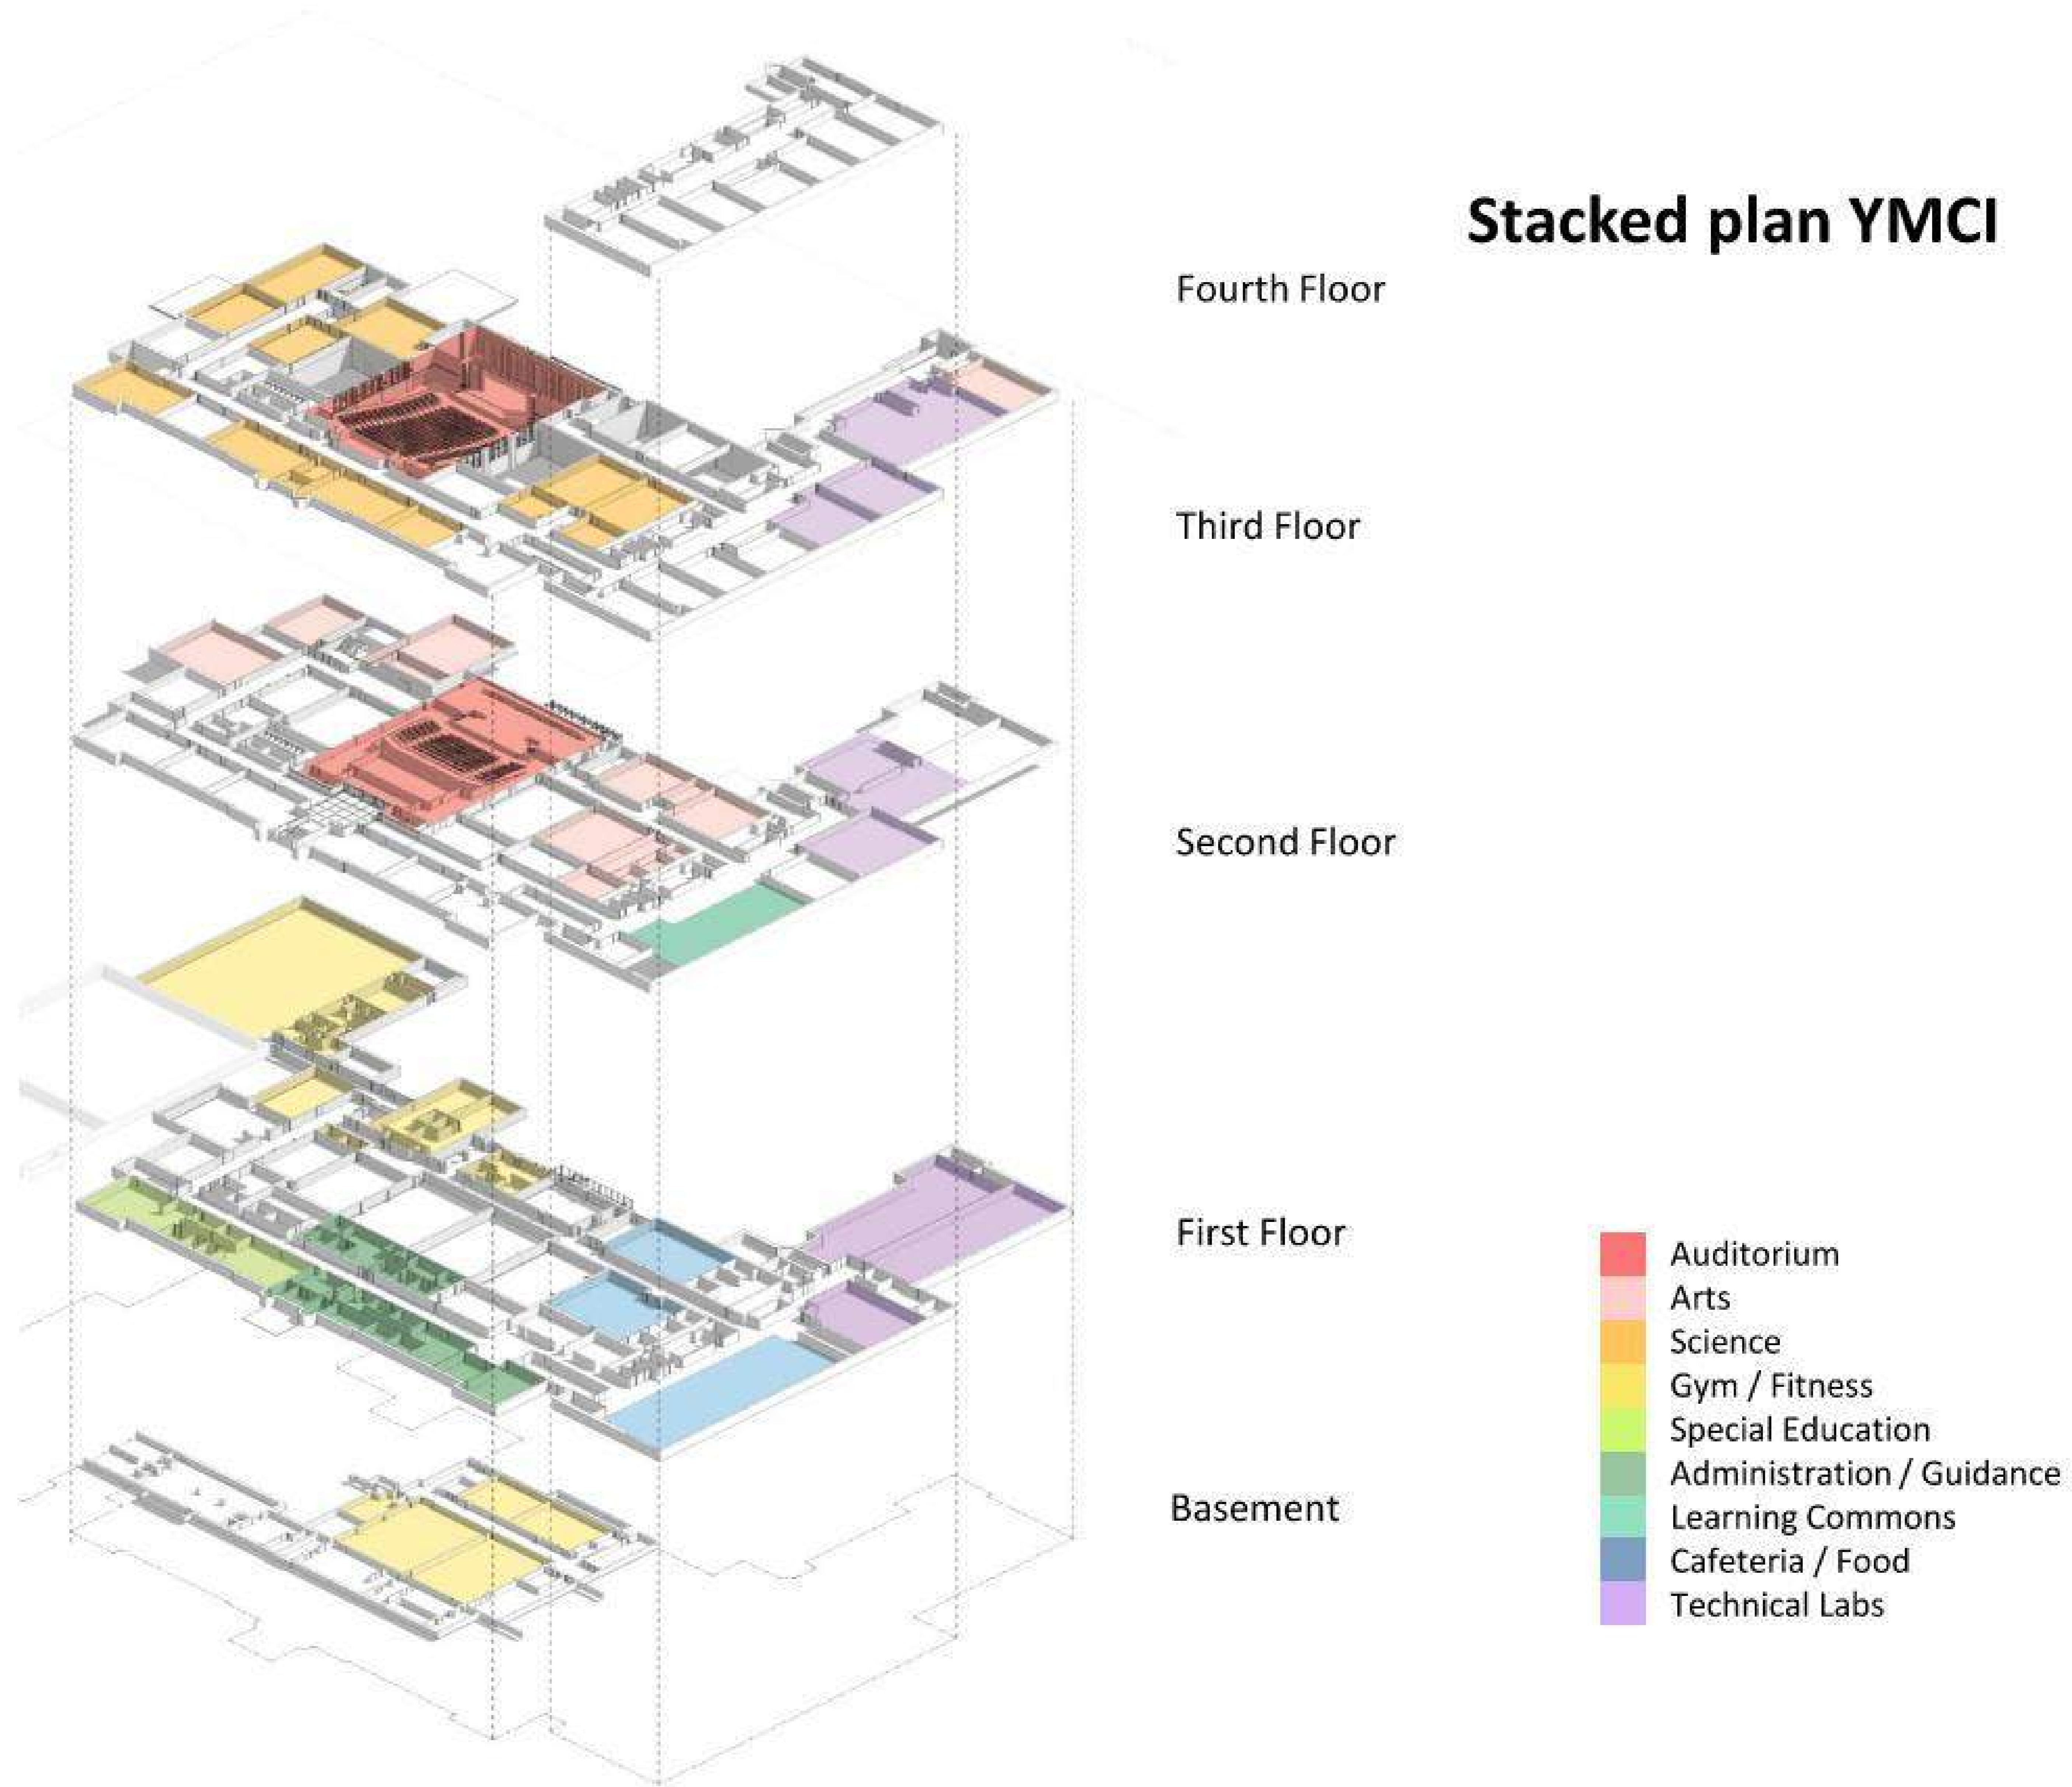 Stacked plan YMCI
Fourth Floor
Third Floor
Second Floor
First Floor
Basement
Auditorium
Arts
Science
Gym / Fitness
Special Education
Administration / Guidance
Learning Commons
Cafeteria / Food
Technical Labs